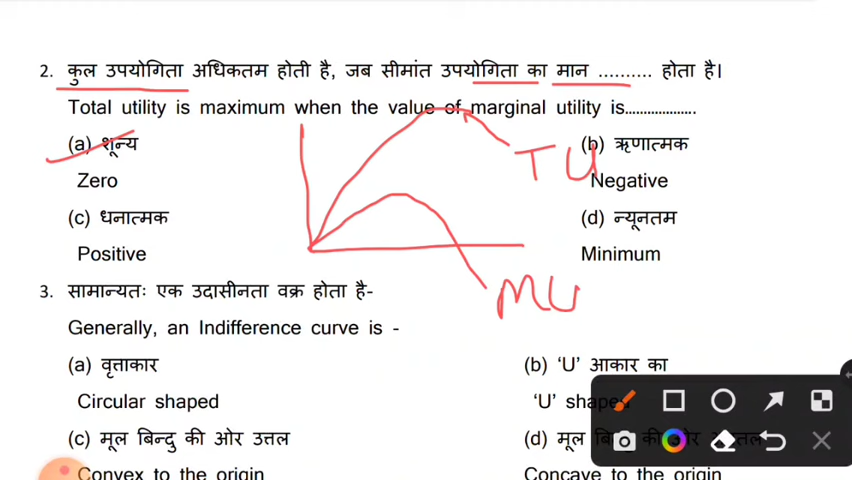 2. कुल उपयोगिता अधिकतम होती है, जब सीमांत उपयोगिता का मान .......... होता है।
Total utility is maximum when the value of marginal utility is...................
(a) शून्य (b) ऋणात्मक
Zero Negative
TU
(c) धनात्मक (d) न्यूनतम
Positive Minimum
MU
3. सामान्यतः एक उदासीनता वक्र होता है-
Generally, an Indifference curve is -
(a) वृत्ताकार (b) ‘U’ आकार का
Circular shaped ‘U’ shaped
(c) मूल बिन्दु की ओर उत्तल (d) मूल
Convex to the origin Concave to the origin